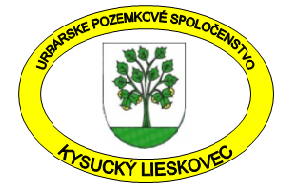 URBÁRSKE POZEMKOVÉ SPOLOČENSTVO
KYSUCKÝ LIESKOVEC